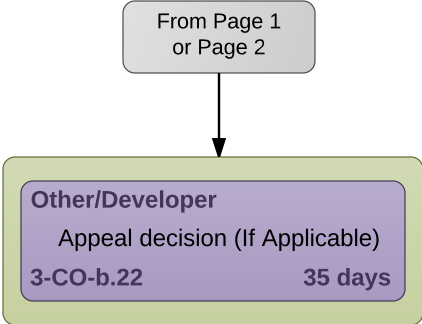 From Page 1
or Page 2
Other/Developer
Appeal decision (If Applicable)
3-CO-b.22 35 days